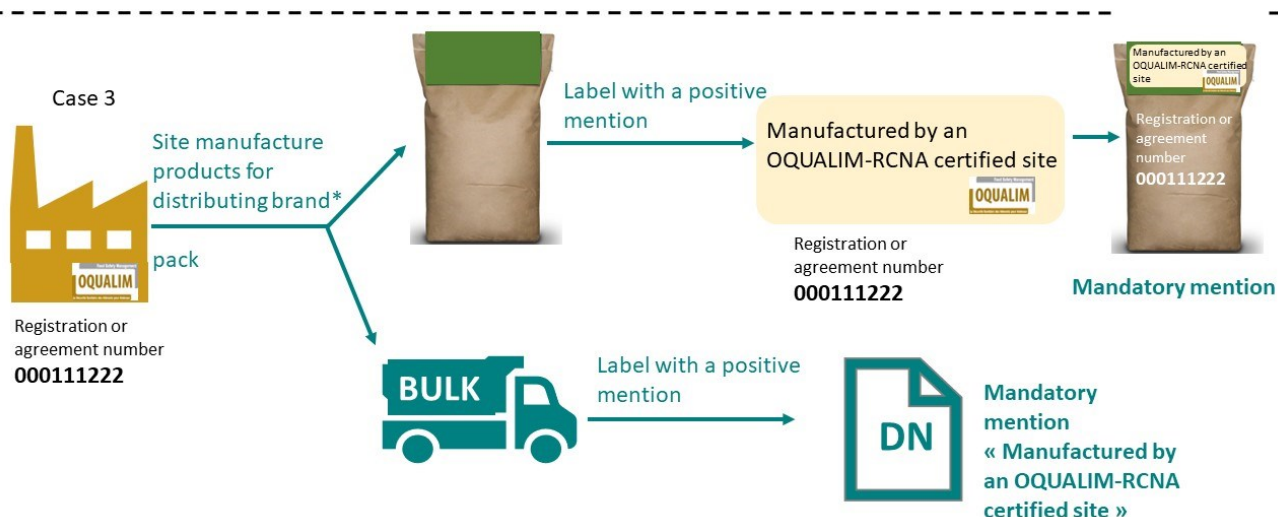 Case 3
Site manufacture
products for
distributing brand*
pack
OQUALIM
Registration or
agreement number
000111222
Label with a positive
mention
Manufactured by an
OQUALIM-RCNA certified site
OQUALIM
Registration or
agreement number
000111222
Manufactured by an
OQUALIM-RCNA certified
site
OQUALIM
Registration or
agreement
number
000111222
Mandatory mention
BULK
Label with a positive
mention
DN
Mandatory
mention
« Manufactured by
an OQUALIM-RCNA
certified site »